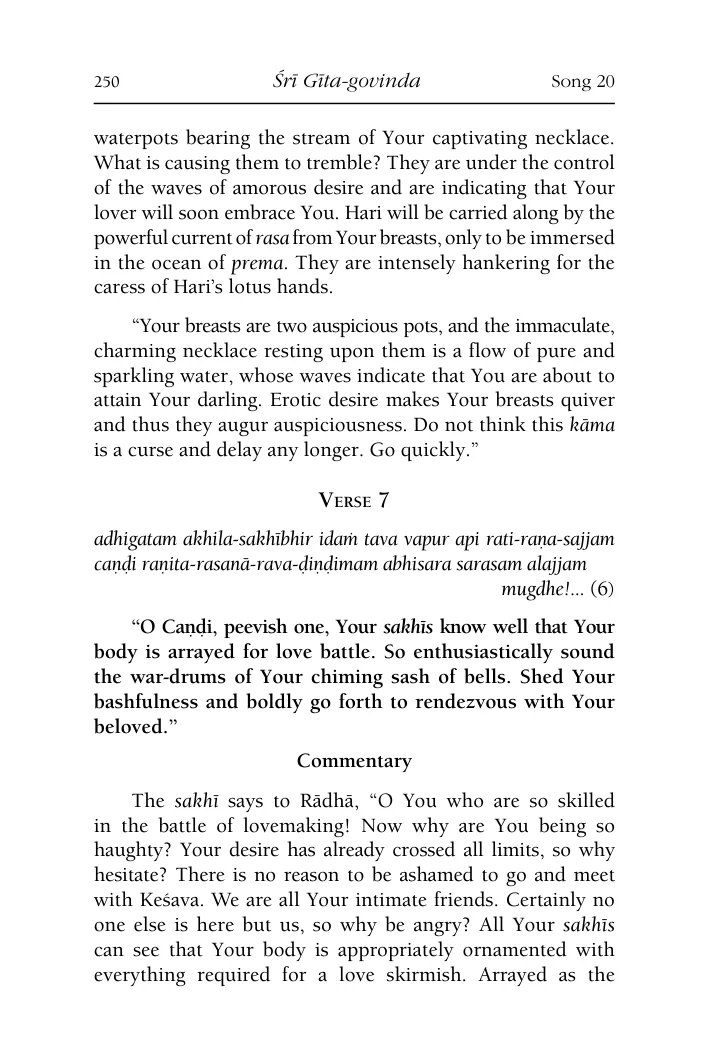 250 Śrī Gīta-govinda Song 20
waterpots bearing the stream of Your captivating necklace.
What is causing them to tremble? They are under the control
of the waves of amorous desire and are indicating that Your
lover will soon embrace You. Hari will be carried along by the
powerful current of rasa from Your breasts, only to be immersed
in the ocean of prema. They are intensely hankering for the
caress of Hari’s lotus hands.
“Your breasts are two auspicious pots, and the immaculate,
charming necklace resting upon them is a flow of pure and
sparkling water, whose waves indicate that You are about to
attain Your darling. Erotic desire makes Your breasts quiver
and thus they augur auspiciousness. Do not think this kāma
is a curse and delay any longer. Go quickly.”
Verse 7
adhigatam akhila-sakhībhir idaṁ tava vapur api rati-raṇa-sajjam
caṇḍi raṇita-rasanā-rava-ḍiṇḍimam abhisara sarasam alajjam
mugdhe!... (6)
“O Caṇḍi, peevish one, Your sakhīs know well that Your
body is arrayed for love battle. So enthusiastically sound
the war-drums of Your chiming sash of bells. Shed Your
bashfulness and boldly go forth to rendezvous with Your
beloved.”
Commentary
The sakhī says to Rādhā, “O You who are so skilled
in the battle of lovemaking! Now why are You being so
haughty? Your desire has already crossed all limits, so why
hesitate? There is no reason to be ashamed to go and meet
with Keśava. We are all Your intimate friends. Certainly no
one else is here but us, so why be angry? All Your sakhīs
can see that Your body is appropriately ornamented with
everything required for a love skirmish. Arrayed as the